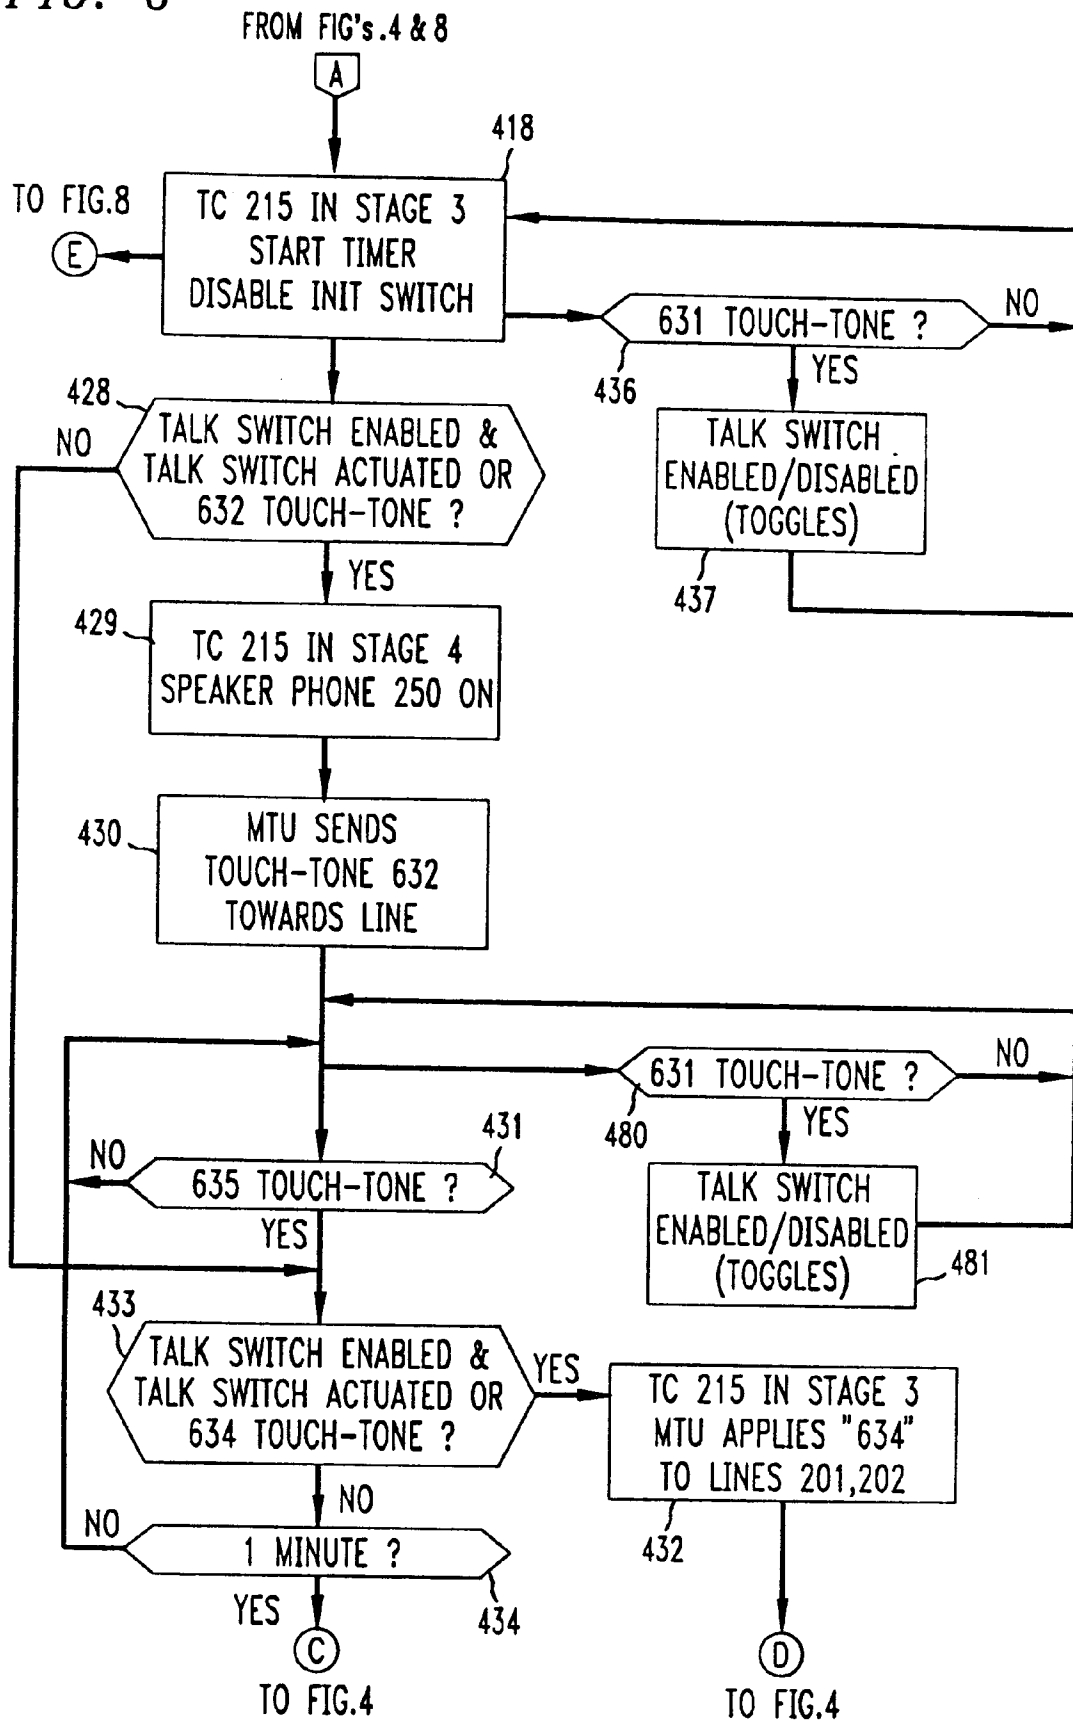 FROM FIG's.4 & 8
A
418
TO FIG.8
E
TC 215 IN STAGE 3
START TIMER
DISABLE INIT SWITCH
631 TOUCH-TONE ?
NO
436
YES
428
NO
TALK SWITCH ENABLED &
TALK SWITCH ACTUATED OR
632 TOUCH-TONE ?
TALK SWITCH
ENABLED/DISABLED
(TOGGLES)
437
YES
429
TC 215 IN STAGE 4
SPEAKER PHONE 250 ON
430
MTU SENDS
TOUCH-TONE 632
TOWARDS LINE
631 TOUCH-TONE ?
NO
480
YES
431
NO
635 TOUCH-TONE ?
YES
TALK SWITCH
ENABLED/DISABLED
(TOGGLES)
481
433
TALK SWITCH ENABLED &
TALK SWITCH ACTUATED OR
634 TOUCH-TONE ?
YES
TC 215 IN STAGE 3
MTU APPLIES "634"
TO LINES 201,202
432
NO
NO
1 MINUTE ?
434
YES
C
TO FIG.4
D
TO FIG.4